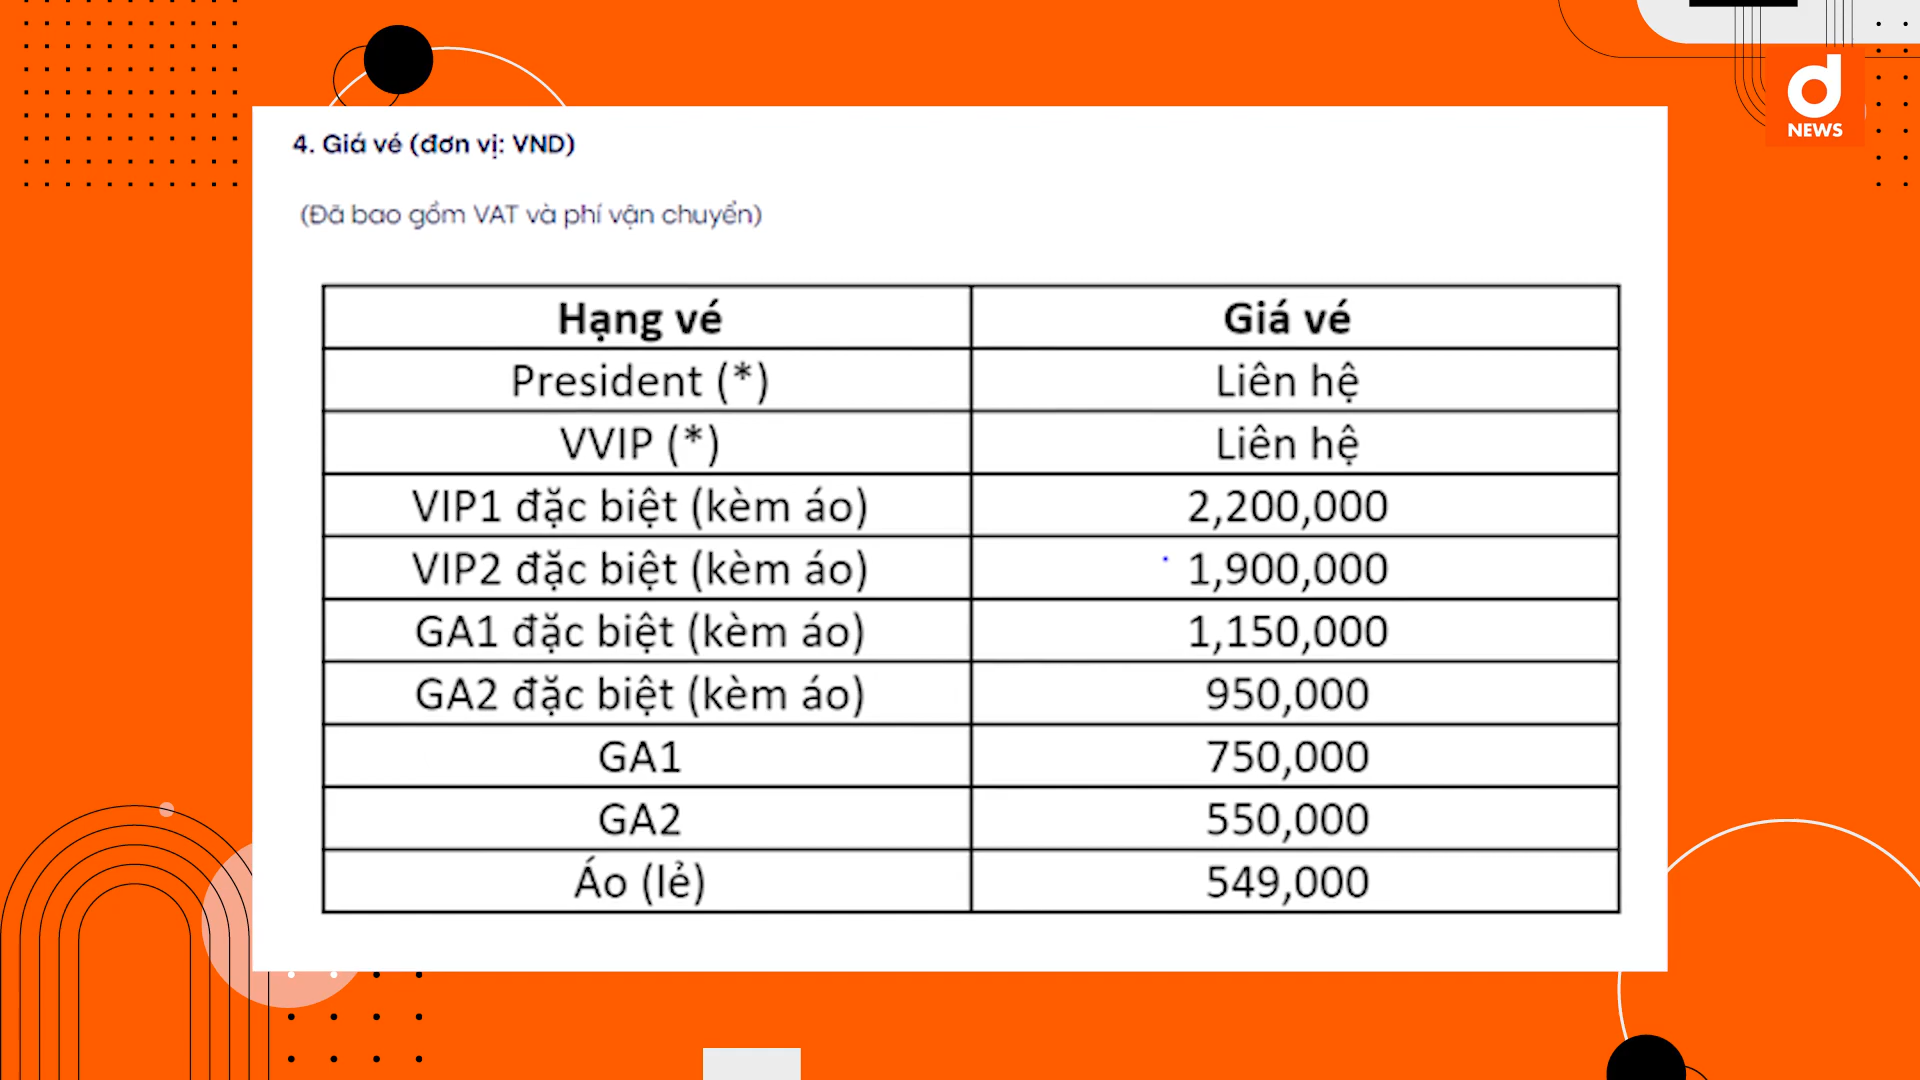 d
NEWS
4. Giá vé (đơn vị: VND)
(Đã bao gồm VAT và phí vận chuyển)
Hạng vé Giá vé
President (*) Liên hệ
VVIP (*) Liên hệ
VIP1 đặc biệt (kèm áo) 2,200,000
VIP2 đặc biệt (kèm áo) 1,900,000
GA1 đặc biệt (kèm áo) 1,150,000
GA2 đặc biệt (kèm áo) 950,000
GA1 750,000
GA2 550,000
Áo (lẻ) 549,000